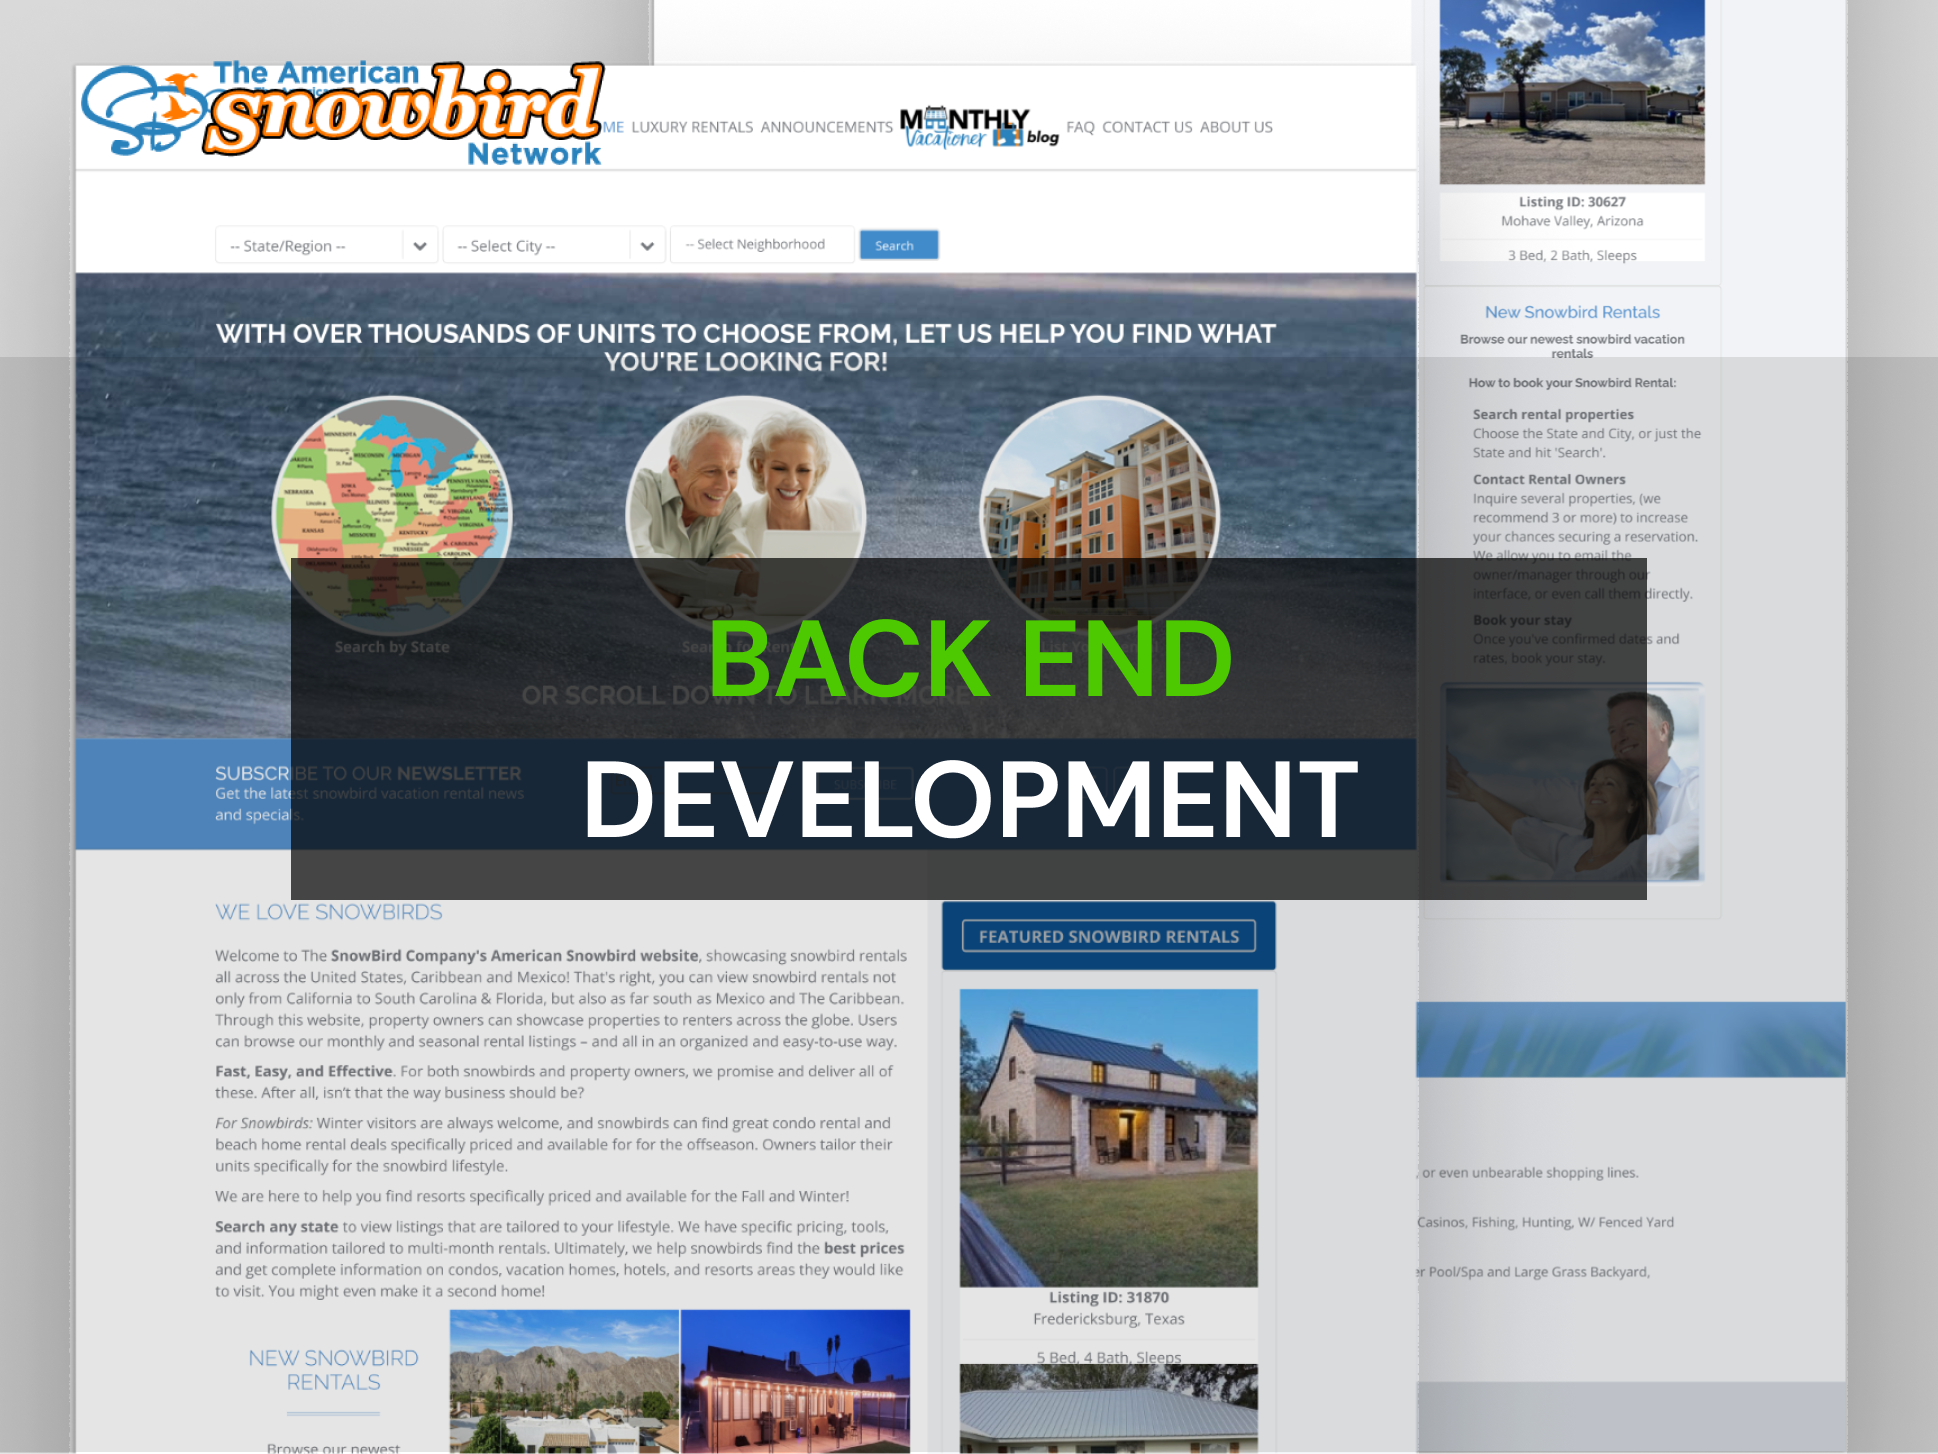 The American
snowbird
Network
ME LUXURY RENTALS ANNOUNCEMENTS MONTHLY Vacationer blog FAQ CONTACT US ABOUT US
-- State/Region -- -- Select City -- -- Select Neighborhood Search
WITH OVER THOUSANDS OF UNITS TO CHOOSE FROM, LET US HELP YOU FIND WHAT
YOU'RE LOOKING FOR!
Search by State
OR SCROLL DOWN TO LEARN MORE
BACK END
DEVELOPMENT
SUBSCRIBE TO OUR NEWSLETTER
Get the latest snowbird vacation rental news
and specials.
SUBSCRIBE
WE LOVE SNOWBIRDS
Welcome to The SnowBird Company's American Snowbird website, showcasing snowbird rentals
all across the United States, Caribbean and Mexico! That's right, you can view snowbird rentals not
only from California to South Carolina & Florida, but also as far south as Mexico and The Caribbean.
Through this website, property owners can showcase properties to renters across the globe. Users
can browse our monthly and seasonal rental listings – and all in an organized and easy-to-use way.
Fast, Easy, and Effective. For both snowbirds and property owners, we promise and deliver all of
these. After all, isn't that the way business should be?
For Snowbirds: Winter visitors are always welcome, and snowbirds can find great condo rental and
beach home rental deals specifically priced and available for for the offseason. Owners tailor their
units specifically for the snowbird lifestyle.
We are here to help you find resorts specifically priced and available for the Fall and Winter!
Search any state to view listings that are tailored to your lifestyle. We have specific pricing, tools,
and information tailored to multi-month rentals. Ultimately, we help snowbirds find the best prices
and get complete information on condos, vacation homes, hotels, and resorts areas they would like
to visit. You might even make it a second home!
NEW SNOWBIRD
RENTALS
Browse our newest
FEATURED SNOWBIRD RENTALS
Listing ID: 31870
Fredericksburg, Texas
5 Bed, 4 Bath, Sleeps
Listing ID: 30627
Mohave Valley, Arizona
3 Bed, 2 Bath, Sleeps
New Snowbird Rentals
Browse our newest snowbird vacation
rentals
How to book your Snowbird Rental:
Search rental properties
Choose the State and City, or just the
State and hit 'Search'.
Contact Rental Owners
Inquire several properties, (we
recommend 3 or more) to increase
your chances securing a reservation.
We allow you to email the
owner/manager through our
interface, or even call them directly.
Book your stay
Once you've confirmed dates and
rates, book your stay.
, or even unbearable shopping lines.
Casinos, Fishing, Hunting, W/ Fenced Yard
er Pool/Spa and Large Grass Backyard,